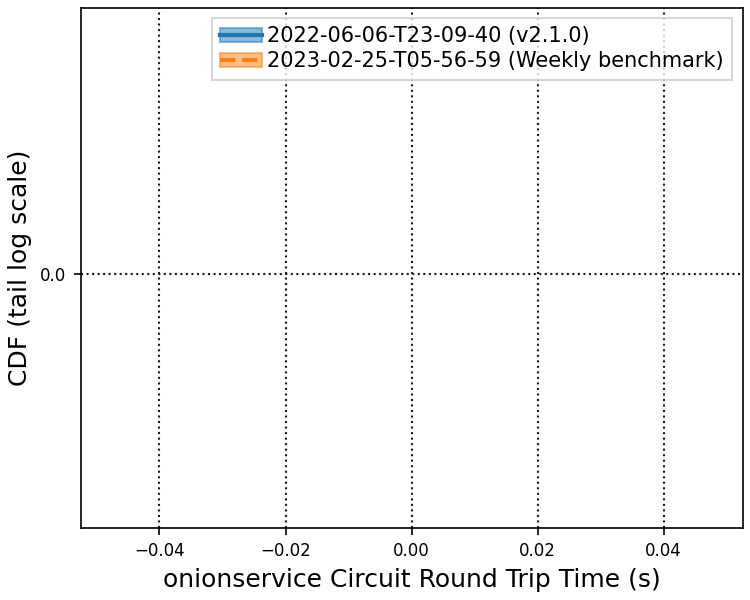 2022-06-06-T23-09-40 (v2.1.0)
2023-02-25-T05-56-59 (Weekly benchmark)
CDF (tail log scale)
0.0
−0.04
−0.02
0.00
0.02
0.04
onionservice Circuit Round Trip Time (s)